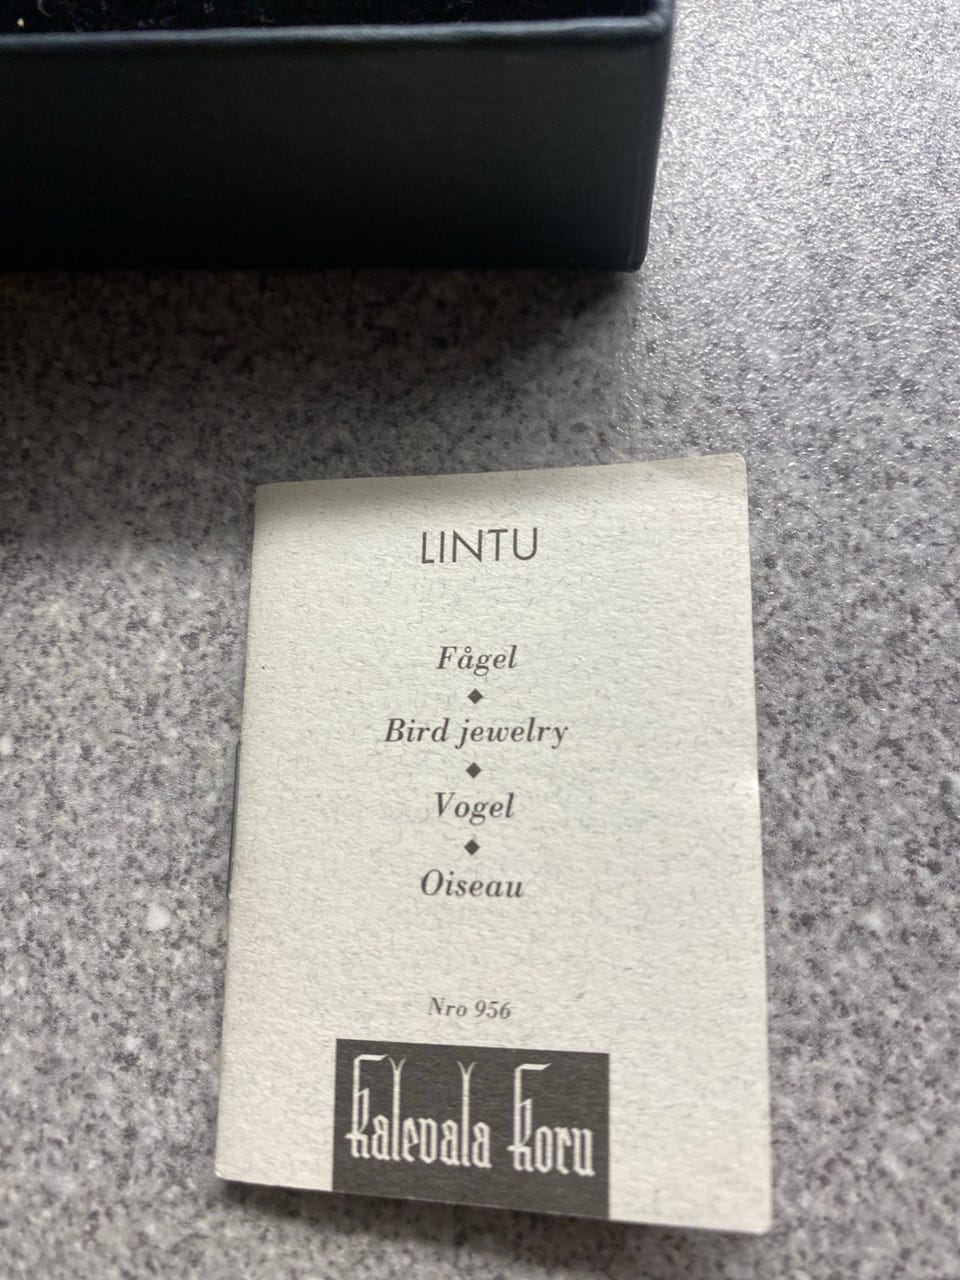 LINTU
Fågel
Bird jewelry
Vogel
Oiseau
Nro 956
Kalevala Koru